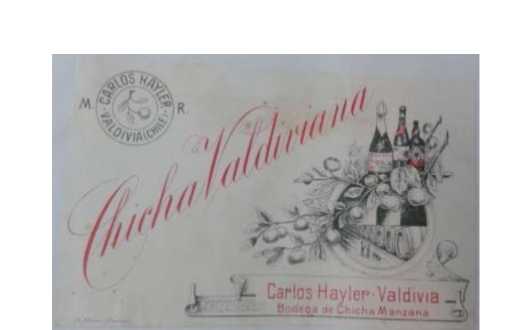 M. R.
CARLOS HAYLER
VALDIVIA (CHILE)
Chicha Valdiviana
Carlos Hayler - Valdivia
Bodega de Chicha Manzana